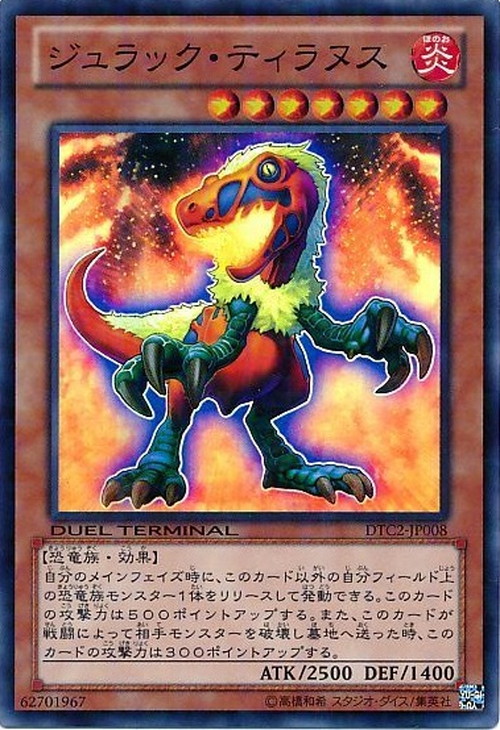 ジュラック・ティラヌス
ほのお
炎
DUEL TERMINAL
DTC2-JP008
【恐竜族・効果】
自分のメインフェイズ時に、このカード以外の自分フィールド上
の恐竜族モンスター1体をリリースして発動できる。このカードの
攻撃力は500ポイントアップする。また、このカードが
戦闘によって相手モンスターを破壊し墓地へ送った時、この
カードの攻撃力は300ポイントアップする。
ATK/2500 DEF/1400
62701967
©高橋和希 スタジオ・ダイス/集英社